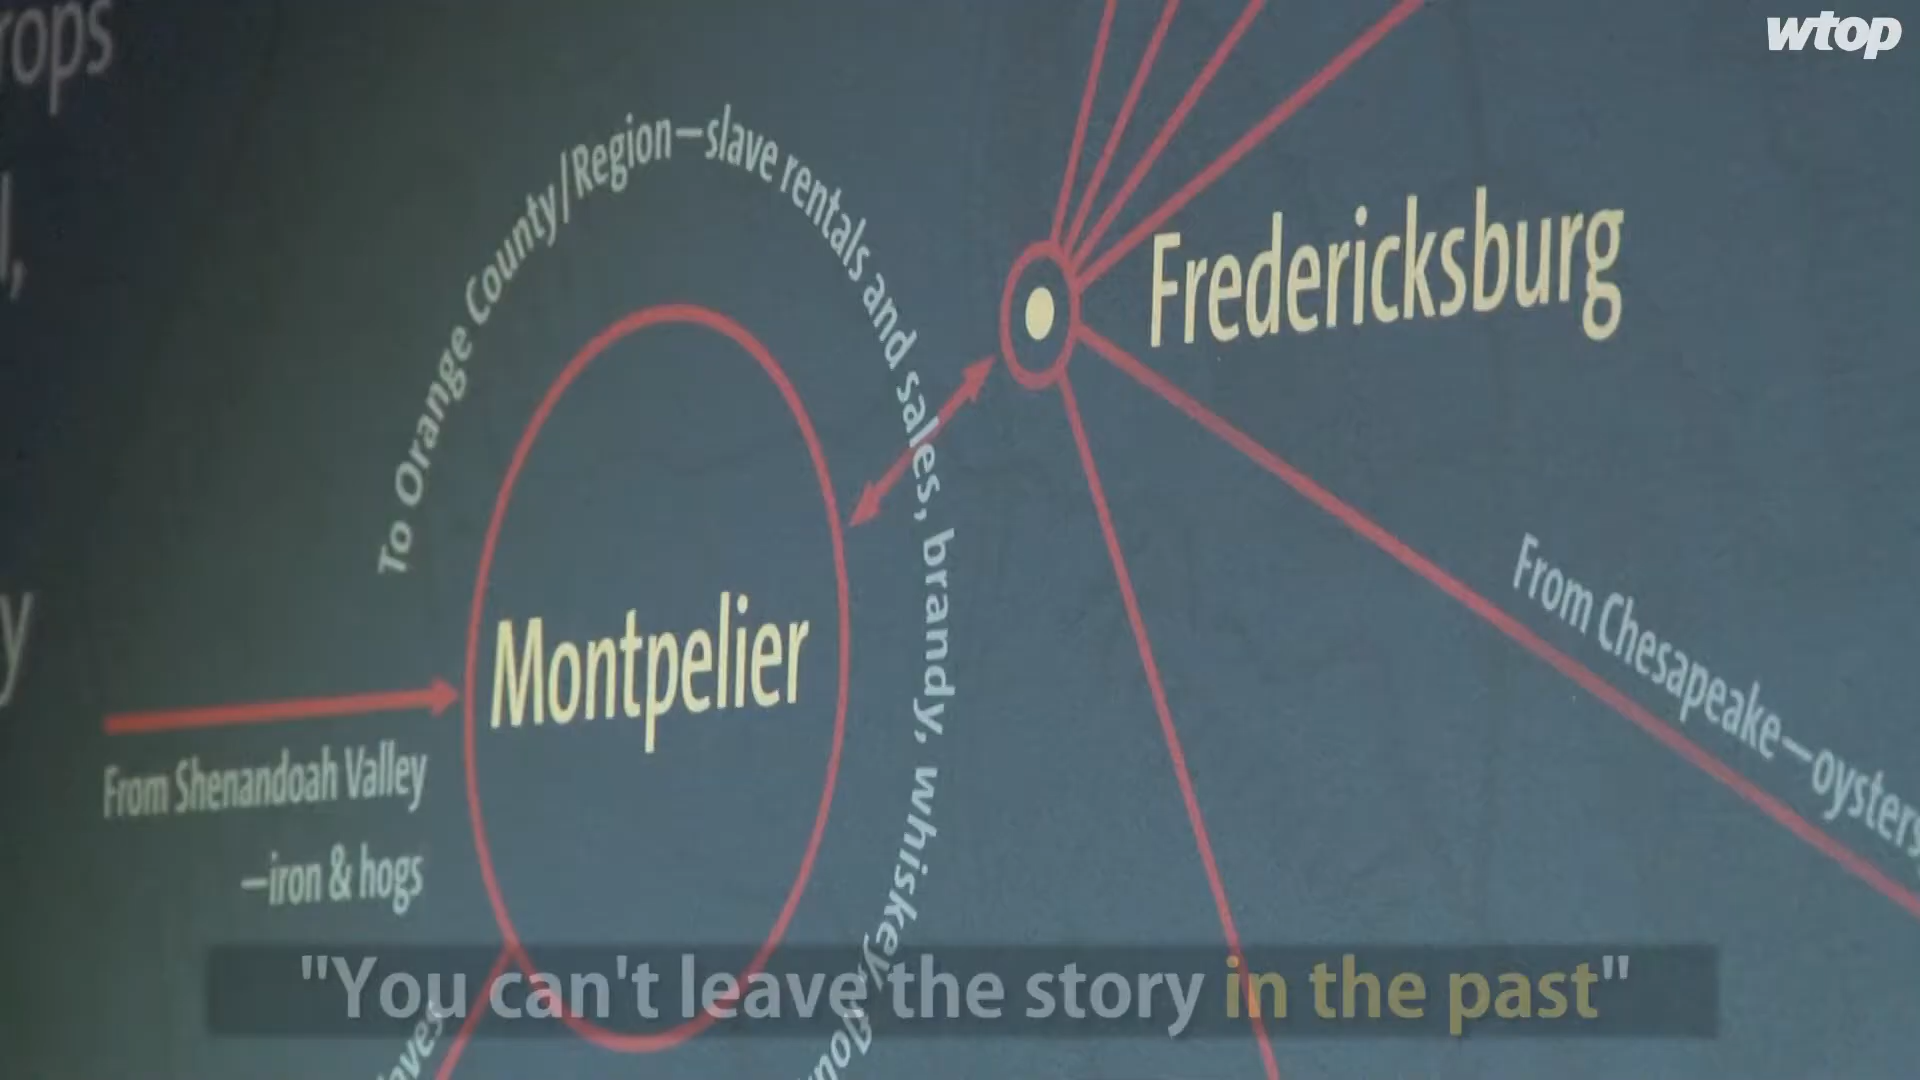 wtop
To Orange County/Region—slave rentals and sales, brandy, whiskey,
Fredericksburg
Montpelier
From Shenandoah Valley
—iron & hogs
From Chesapeake—oysters
"You can't leave the story in the past"